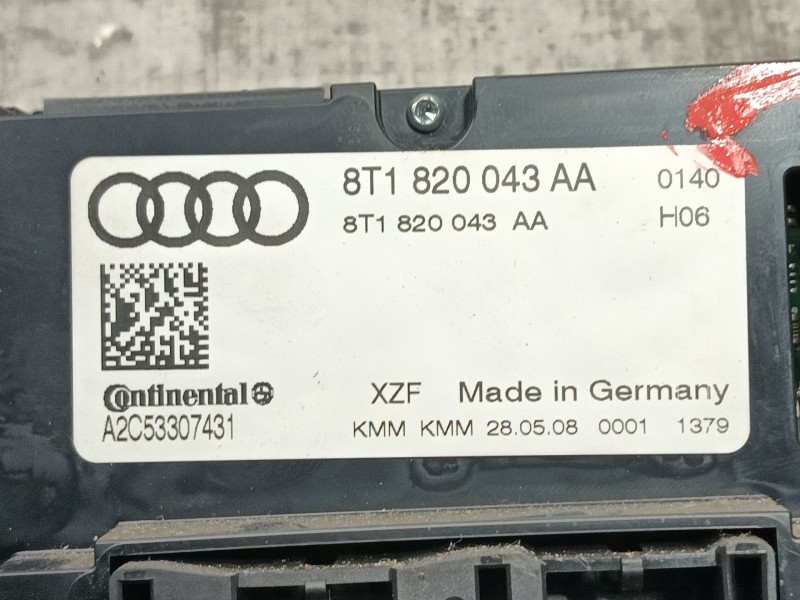 8T1 820 043 AA 0140
8T1 820 043 AA H06
Continental
XZF Made in Germany
A2C53307431
KMM KMM 28.05.08 0001 1379